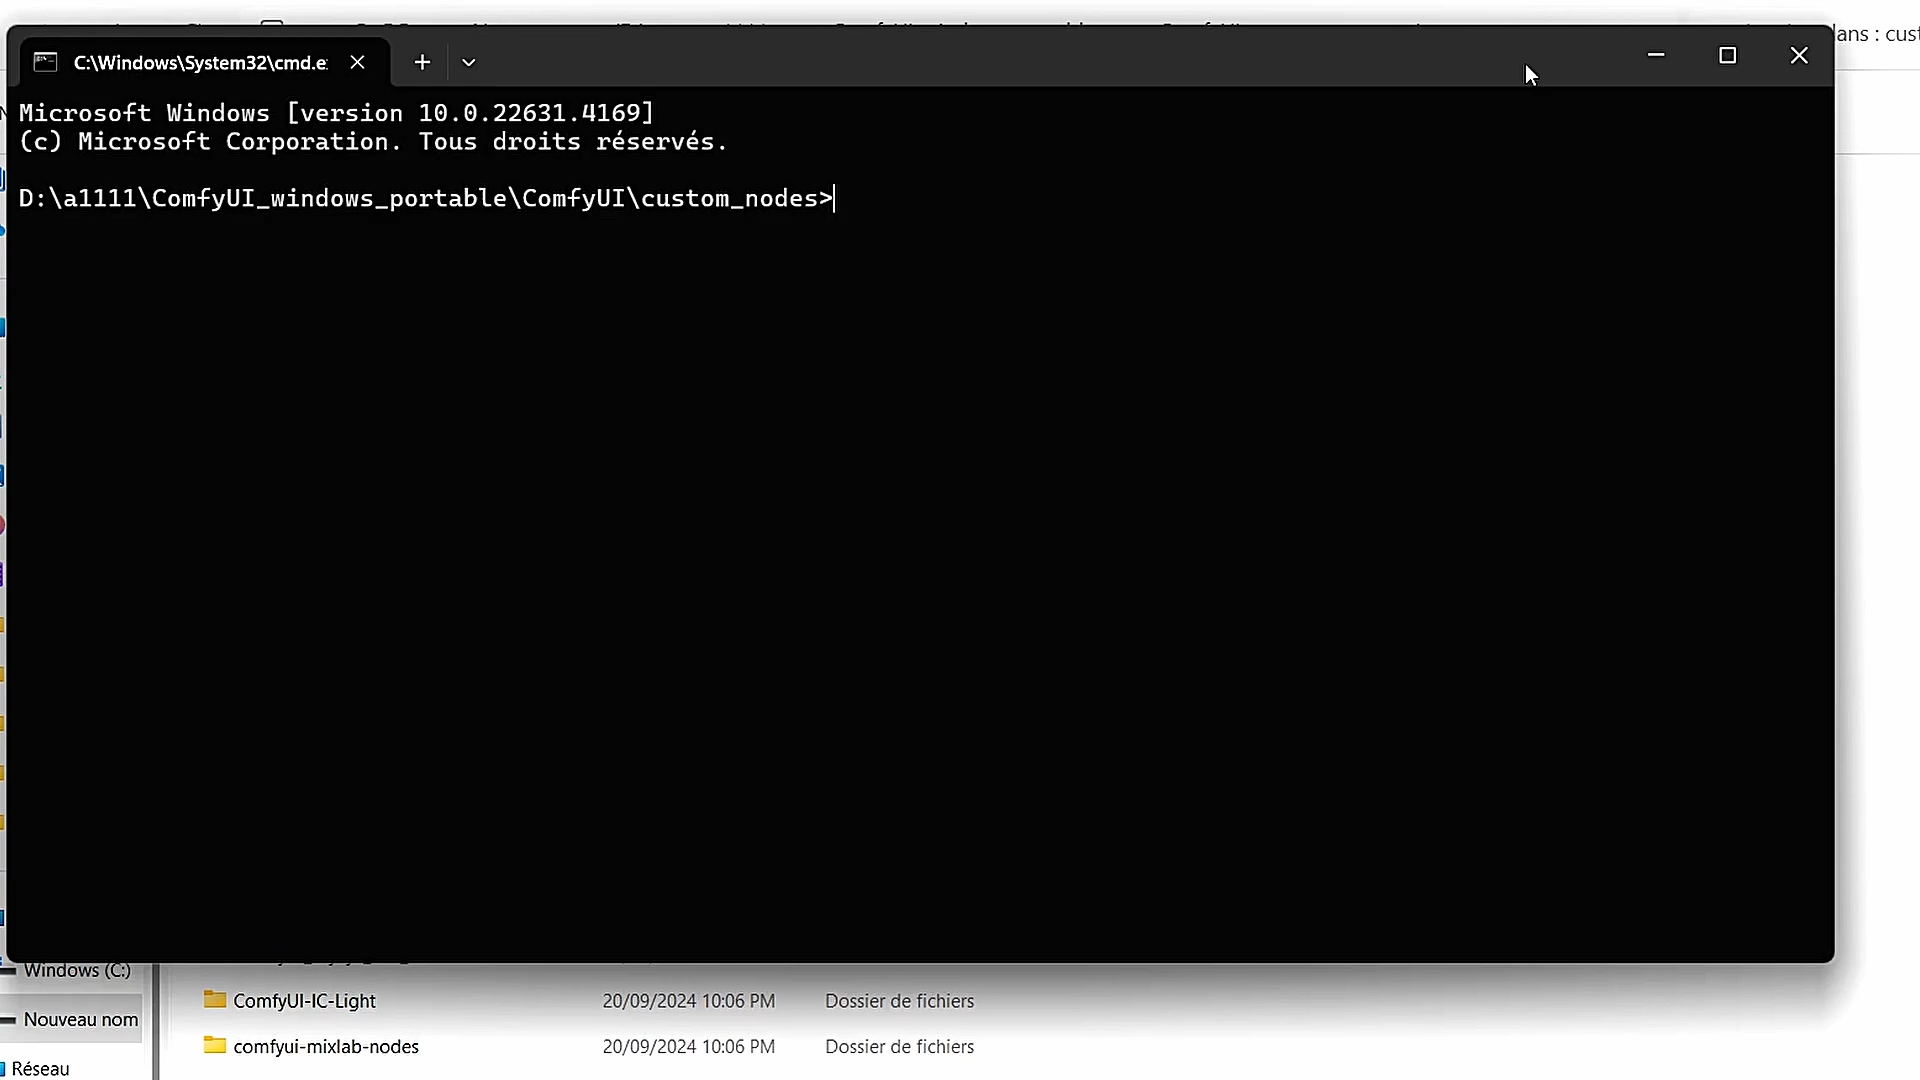 ans : cust
C:\Windows\System32\cmd.e
Microsoft Windows [version 10.0.22631.4169]
(c) Microsoft Corporation. Tous droits réservés.
D:\a1111\ComfyUI_windows_portable\ComfyUI\custom_nodes>
Windows (C:)
ComfyUI-IC-Light 20/09/2024 10:06 PM Dossier de fichiers
Nouveau nom
comfyui-mixlab-nodes 20/09/2024 10:06 PM Dossier de fichiers
Réseau